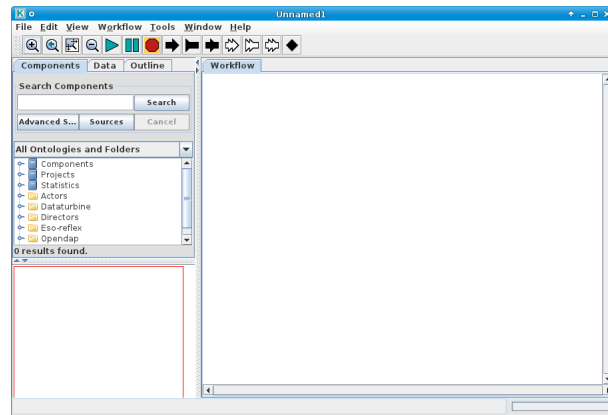 K Unnamed1
File Edit View Workflow Tools Window Help
Components Data Outline
Workflow
Search Components
Search
Advanced S... Sources Cancel
All Ontologies and Folders
Components
Projects
Statistics
Actors
Dataturbine
Directors
Eso-reflex
Opendap
0 results found.